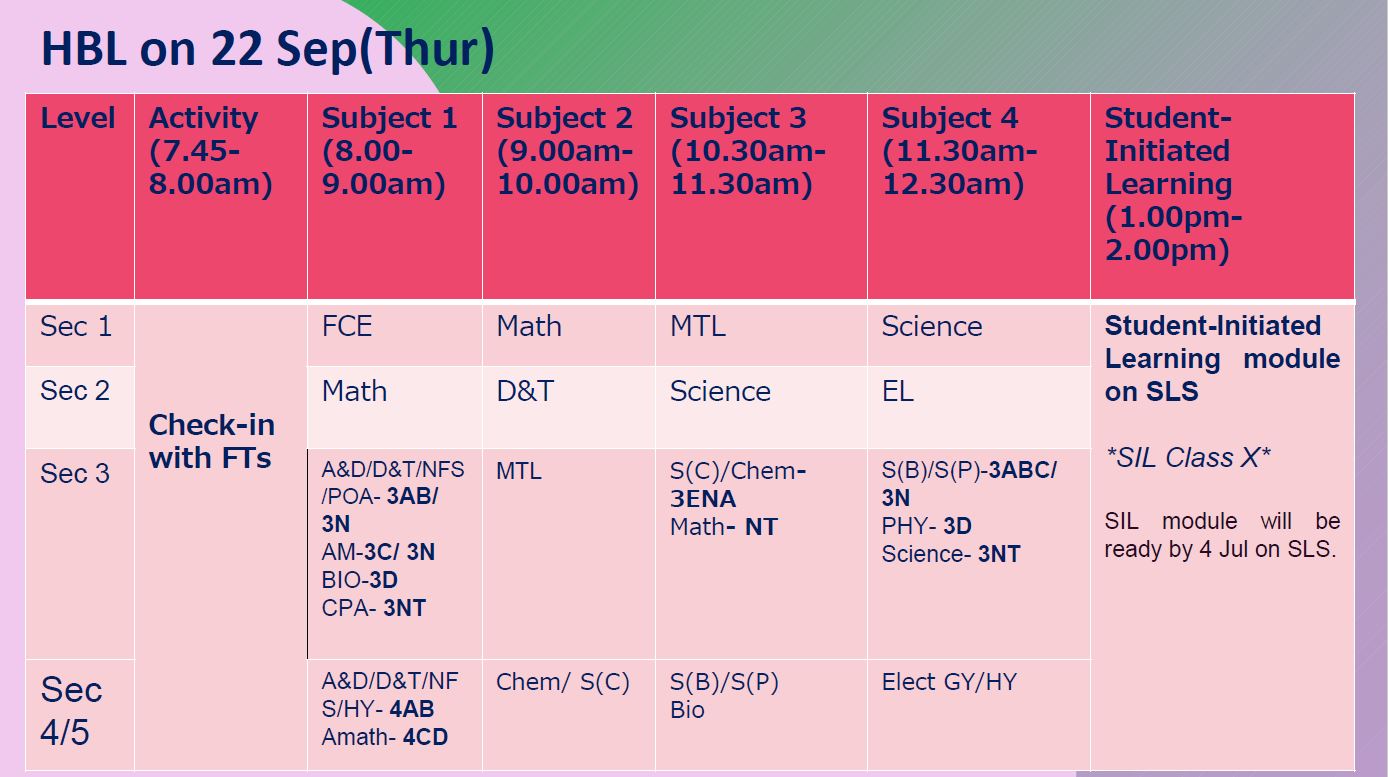 HBL on 22 Sep(Thur)
Level
Activity
(7.45-
8.00am)
Subject 1
(8.00-
9.00am)
Subject 2
(9.00am-
10.00am)
Subject 3
(10.30am-
11.30am)
Subject 4
(11.30am-
12.30am)
Student-
Initiated
Learning
(1.00pm-
2.00pm)
Sec 1
Check-in
with FTs
FCE
Math
MTL
Science
Student-Initiated
Learning module
on SLS
*SIL Class X*
SIL module will be
ready by 4 Jul on SLS.
Sec 2
Math
D&T
Science
EL
Sec 3
A&D/D&T/NFS
/POA- 3AB/
3N
AM-3C/ 3N
BIO-3D
CPA- 3NT
MTL
S(C)/Chem-
3ENA
Math- NT
S(B)/S(P)-3ABC/
3N
PHY- 3D
Science- 3NT
Sec
4/5
A&D/D&T/NF
S/HY- 4AB
Amath- 4CD
Chem/ S(C)
S(B)/S(P)
Bio
Elect GY/HY